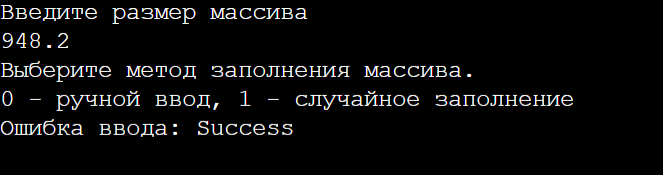 Введите размер массива
948.2
Выберите метод заполнения массива.
0 - ручной ввод, 1 - случайное заполнение
Ошибка ввода: Success